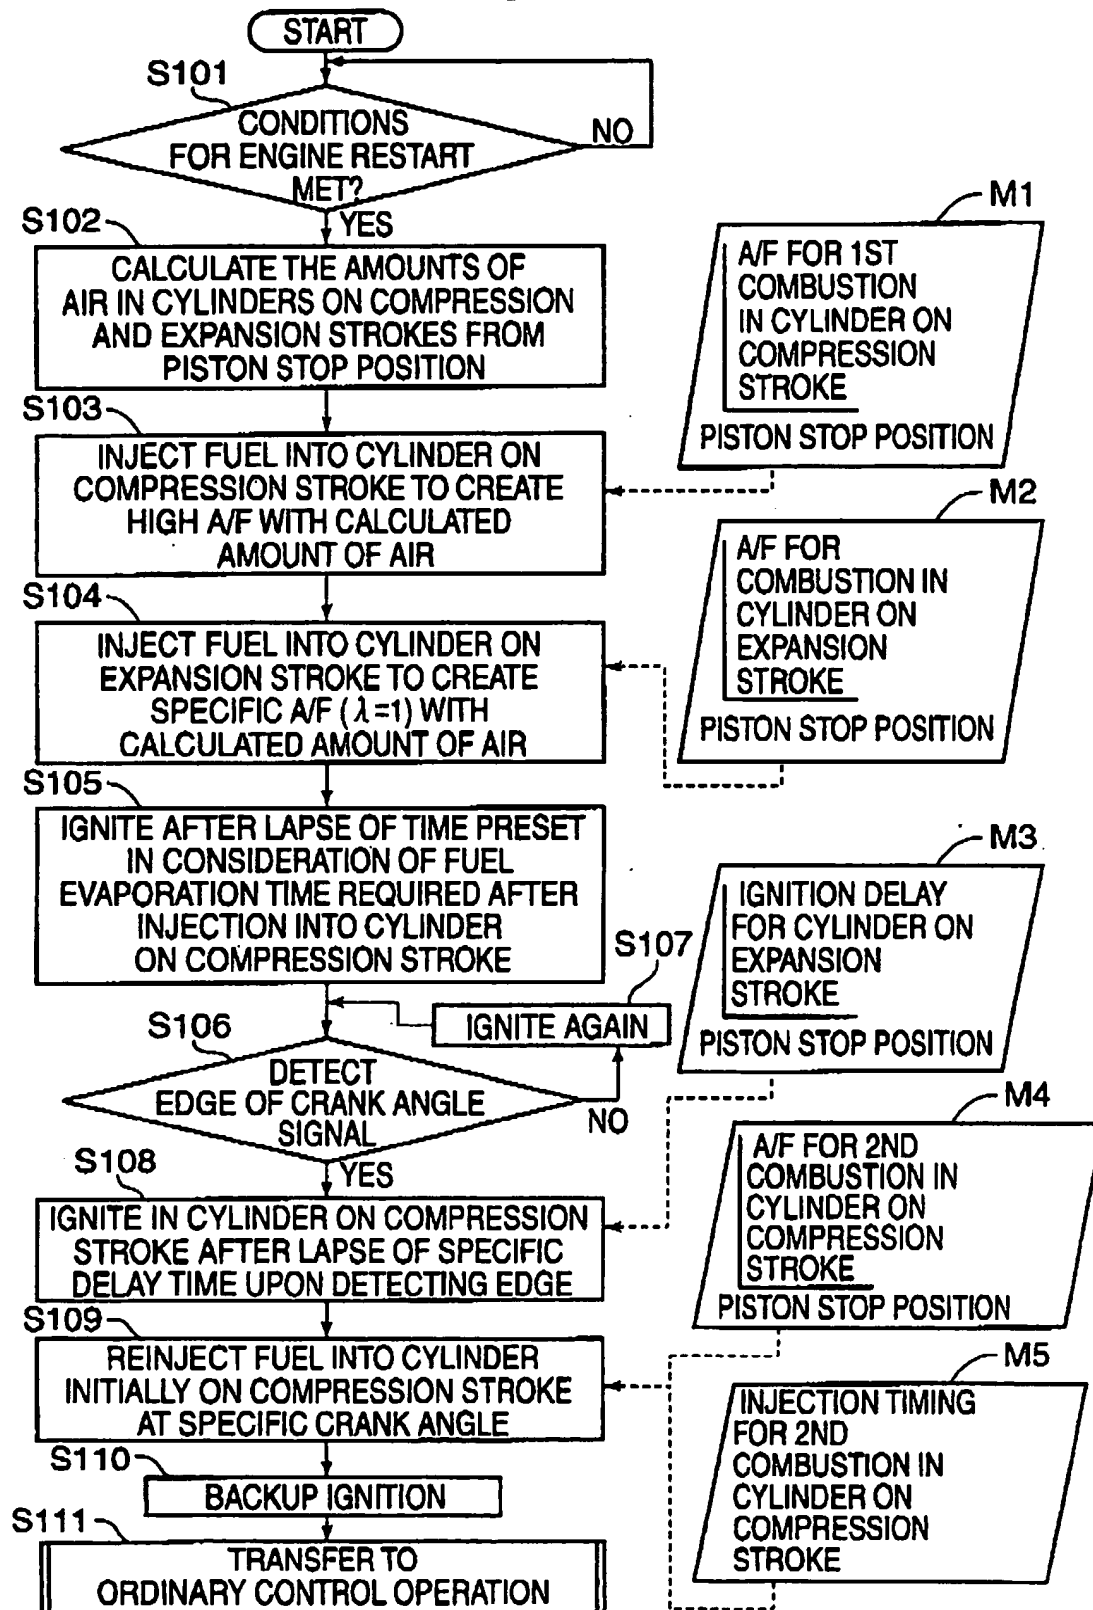 START
S101
CONDITIONS
FOR ENGINE RESTART
MET?
NO
YES
S102
CALCULATE THE AMOUNTS OF
AIR IN CYLINDERS ON COMPRESSION
AND EXPANSION STROKES FROM
PISTON STOP POSITION
M1
A/F FOR 1ST
COMBUSTION
IN CYLINDER ON
COMPRESSION
STROKE
PISTON STOP POSITION
S103
INJECT FUEL INTO CYLINDER ON
COMPRESSION STROKE TO CREATE
HIGH A/F WITH CALCULATED
AMOUNT OF AIR
M2
A/F FOR
COMBUSTION IN
CYLINDER ON
EXPANSION
STROKE
PISTON STOP POSITION
S104
INJECT FUEL INTO CYLINDER ON
EXPANSION STROKE TO CREATE
SPECIFIC A/F (λ=1) WITH
CALCULATED AMOUNT OF AIR
S105
IGNITE AFTER LAPSE OF TIME PRESET
IN CONSIDERATION OF FUEL
EVAPORATION TIME REQUIRED AFTER
INJECTION INTO CYLINDER
ON COMPRESSION STROKE
M3
IGNITION DELAY
FOR CYLINDER ON
EXPANSION
STROKE
PISTON STOP POSITION
S107
IGNITE AGAIN
S106
DETECT
EDGE OF CRANK ANGLE
SIGNAL
NO
YES
M4
A/F FOR 2ND
COMBUSTION IN
CYLINDER ON
COMPRESSION
STROKE
PISTON STOP POSITION
S108
IGNITE IN CYLINDER ON COMPRESSION
STROKE AFTER LAPSE OF SPECIFIC
DELAY TIME UPON DETECTING EDGE
S109
REINJECT FUEL INTO CYLINDER
INITIALLY ON COMPRESSION STROKE
AT SPECIFIC CRANK ANGLE
M5
INJECTION TIMING
FOR 2ND
COMBUSTION IN
CYLINDER ON
COMPRESSION
STROKE
S110
BACKUP IGNITION
S111
TRANSFER TO
ORDINARY CONTROL OPERATION